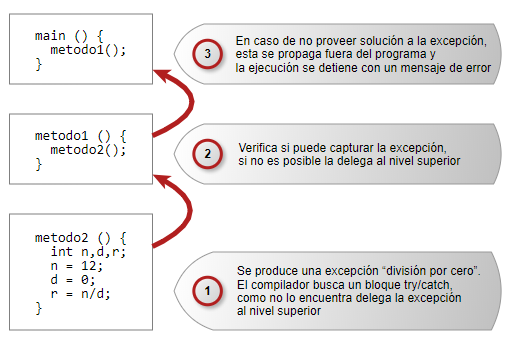 main () {
metodo1();
}
3
En caso de no proveer solución a la excepción,
esta se propaga fuera del programa y
la ejecución se detiene con un mensaje de error
metodo1 () {
metodo2();
}
2
Verifica si puede capturar la excepción,
si no es posible la delega al nivel superior
metodo2 () {
int n,d,r;
n = 12;
d = 0;
r = n/d;
}
1
Se produce una excepción “división por cero”.
El compilador busca un bloque try/catch,
como no lo encuentra delega la excepción
al nivel superior